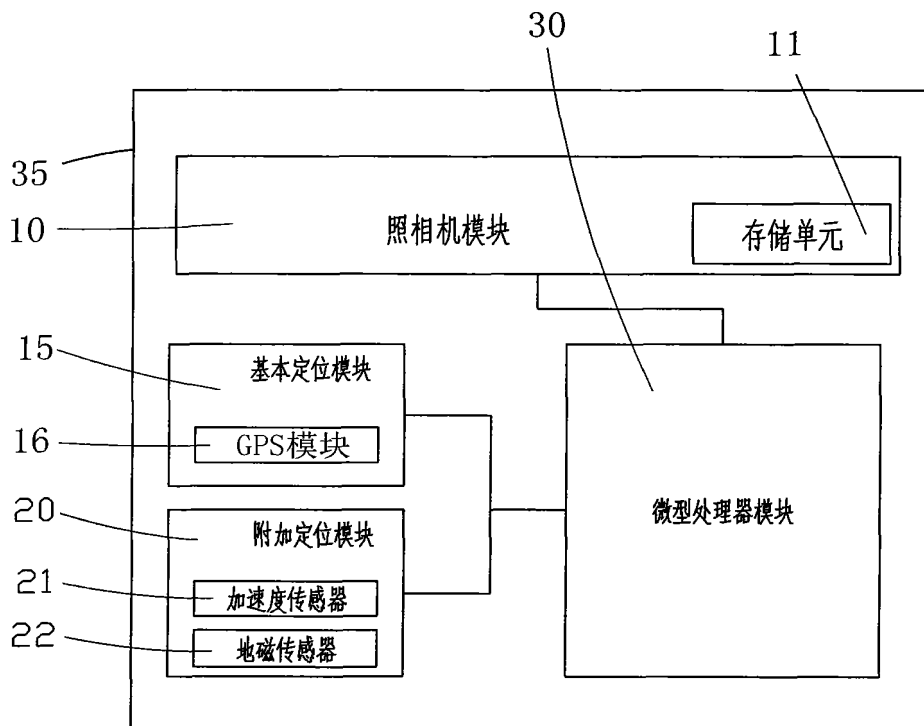 30
11
35
10
照相机模块
存储单元
15
基本定位模块
16
GPS模块
20
附加定位模块
微型处理器模块
21
加速度传感器
22
地磁传感器